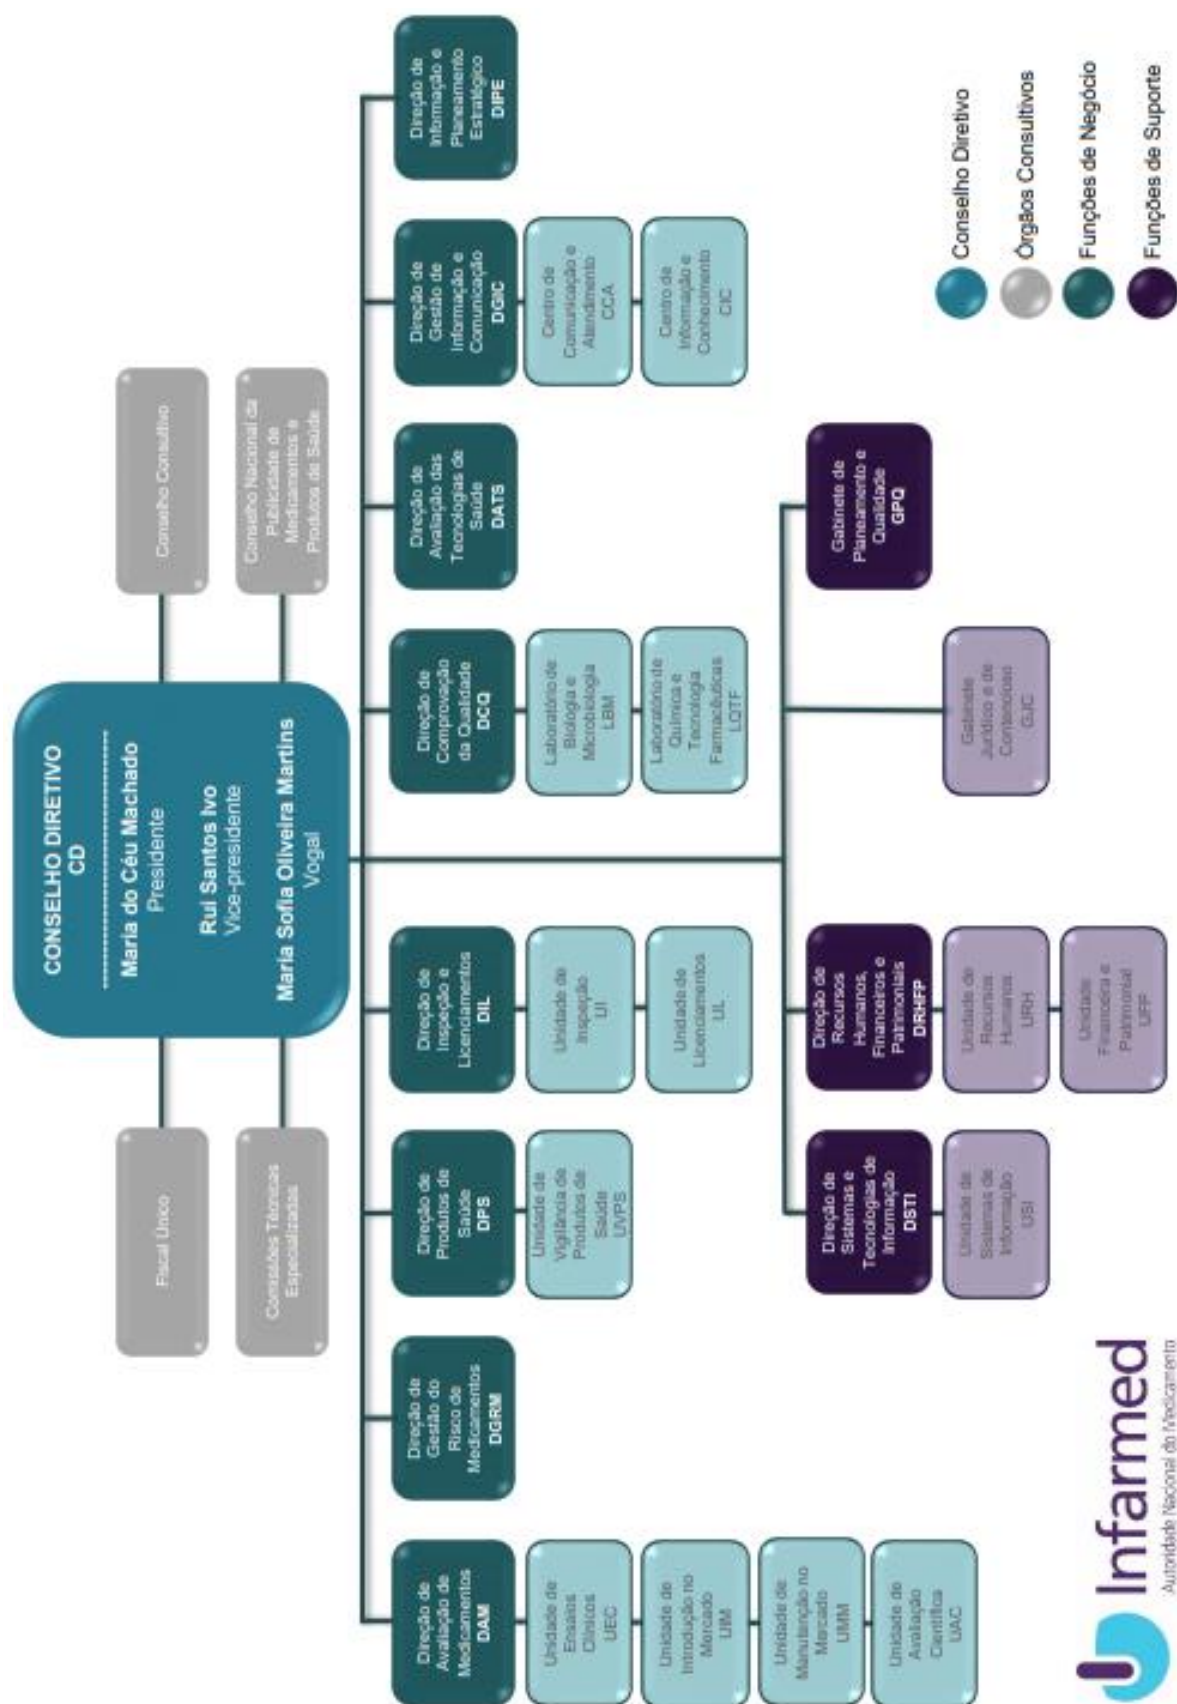 CONSELHO DIRETIVO
CD
Maria do Céu Machado
Presidente
Rui Santos Ivo
Vice-presidente
Maria Sofia Oliveira Martins
Vogal
Fiscal Único
Comissões Técnicas
Especializadas
Conselho Consultivo
Conselho Nacional da
Publicidade de
Medicamentos e
Produtos de Saúde
Direção de
Avaliação de
Medicamentos
DAM
Unidade de
Ensaios
Clínicos
UEC
Unidade de
Introdução no
Mercado
UIM
Unidade de
Manutenção no
Mercado
UMM
Unidade de
Avaliação
Científica
UAC
Direção de
Gestão do
Risco de
Medicamentos
DGRM
Direção de
Produtos de
Saúde
DPS
Unidade de
Vigilância de
Produtos de
Saúde
UVPS
Direção de
Inspeção e
Licenciamentos
DIL
Unidade de
Inspeção
UI
Unidade de
Licenciamentos
UL
Direção de
Comprovação
da Qualidade
DCQ
Laboratório de
Biologia e
Microbiologia
LBM
Laboratório de
Química e
Tecnologia
Farmacêuticas
LQTF
Direção de
Avaliação das
Tecnologias de
Saúde
DATS
Direção de
Gestão de
Informação e
Comunicação
DGIC
Centro de
Comunicação e
Atendimento
CCA
Centro de
Informação e
Conhecimento
CIC
Direção de
Informação e
Planeamento
Estratégico
DIPE
Direção de
Sistemas e
Tecnologias de
Informação
DSTI
Unidade de
Sistemas de
Informação
USI
Direção de
Recursos
Humanos,
Financeiros e
Patrimoniais
DRHFP
Unidade de
Recursos
Humanos
URH
Unidade
Financeira e
Patrimonial
UFP
Gabinete
Jurídico e de
Contencioso
GJC
Gabinete de
Planeamento e
Qualidade
GPQ
Conselho Diretivo
Órgãos Consultivos
Funções de Negócio
Funções de Suporte
Infarmed
Autoridade Nacional do Medicamento